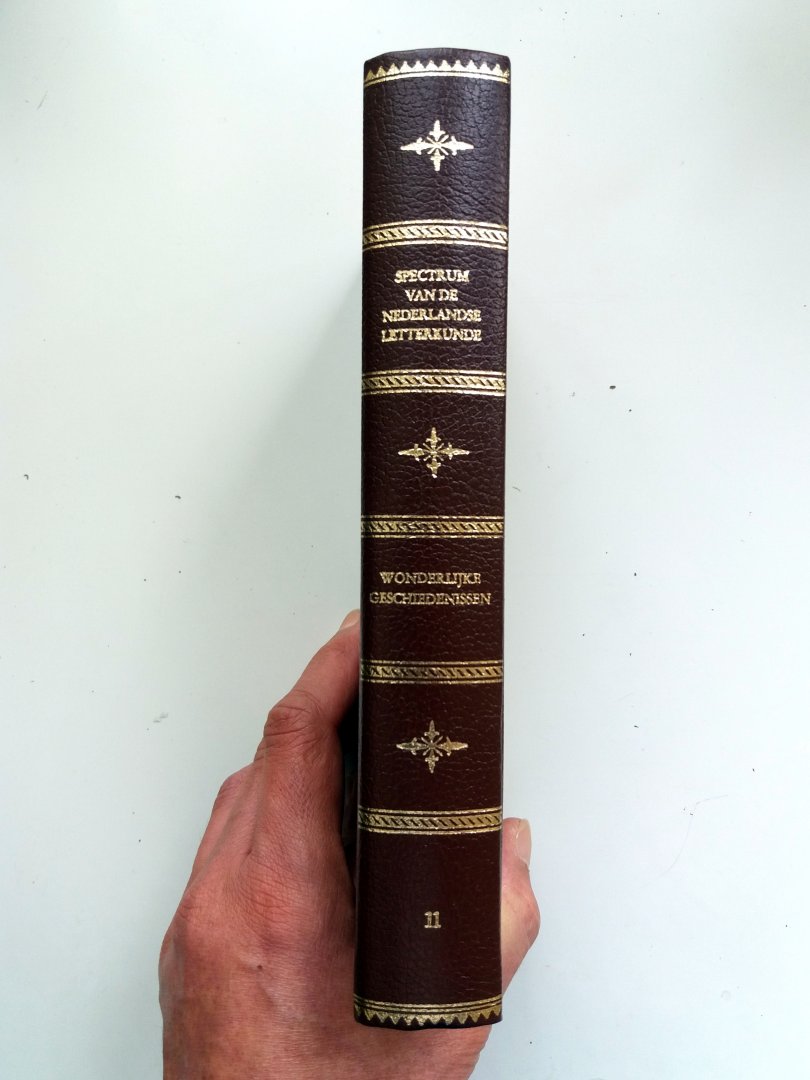 SPECTRUM
VAN DE
NEDERLANDSE
LETTERKUNDE
WONDERLIJKE
GESCHIEDENISSEN
11